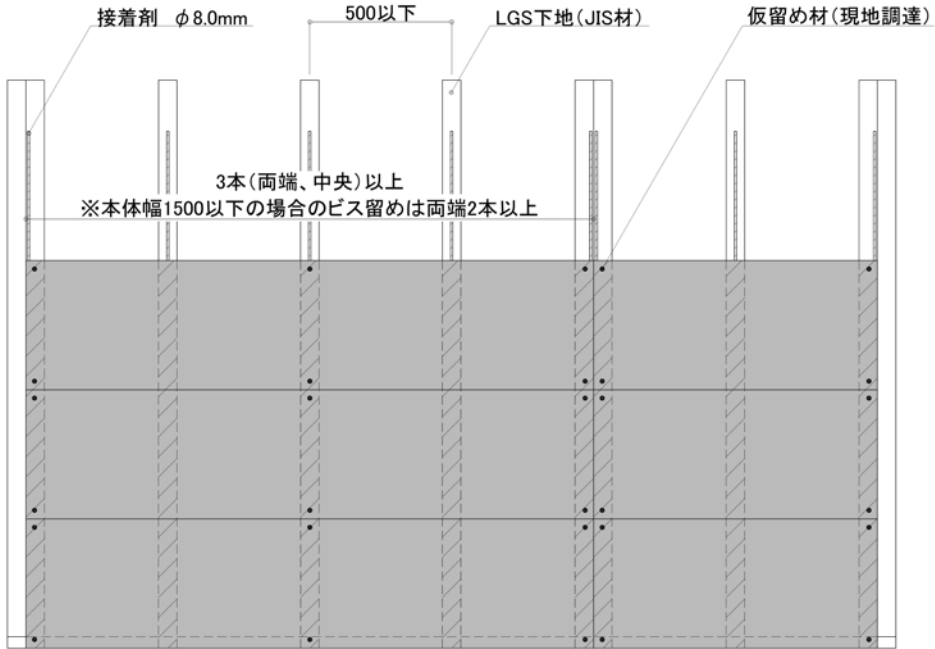 接着剤　φ8.0mm
500以下
LGS下地(JIS材)
仮留め材(現地調達)
3本(両端、中央)以上
※本体幅1500以下の場合のビス留めは両端2本以上